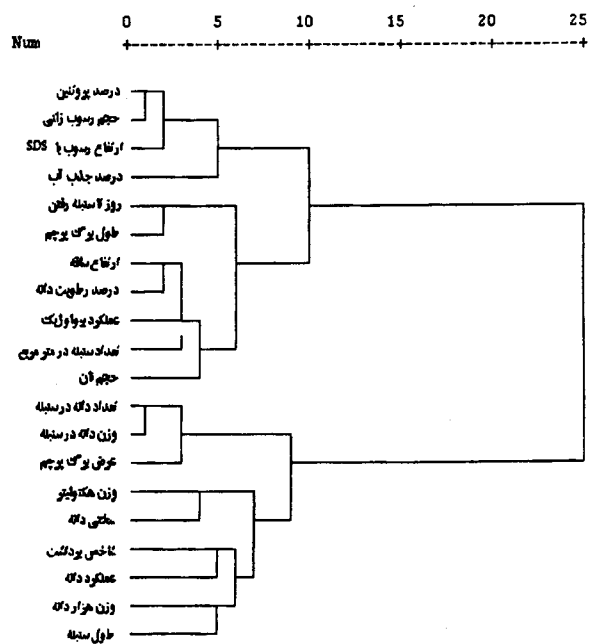 0 5 10 15 20 25
Num
درصد پروتئین
حجم رسوب زلنی
ارتفاع رسوب با SDS
درصد جذب آب
روز تا سنبله رفتن
طول برگ پرچم
ارتفاع ساقه
درصد رطوبت دانه
عملکرد بیولوژیک
تعداد سنبله در متر مربع
حجم نان
تعداد دانه در سنبله
وزن دانه در سنبله
عرض برگ پرچم
وزن هکتولیتر
سختی دانه
شاخص برداشت
عملکرد دانه
وزن هزار دانه
طول سنبله